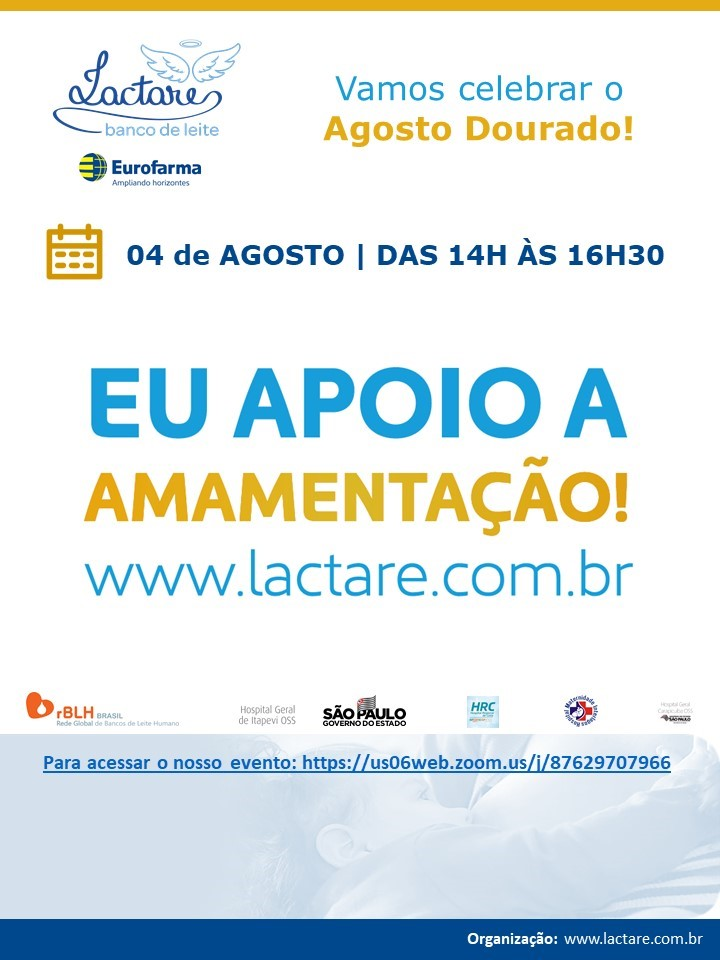 Lactare
banco de leite
Eurofarma
Ampliando horizontes
Vamos celebrar o
Agosto Dourado!
04 de AGOSTO | DAS 14H ÀS 16H30
EU APOIO A
AMAMENTAÇÃO!
www.lactare.com.br
rBLH BRASIL
Rede Global de Bancos de Leite Humano
Hospital Geral
de Itapevi OSS
SÃO PAULO
GOVERNO DO ESTADO
HRC
Hospital Geral
Carapicuíba OSS
SÃO PAULO
Para acessar o nosso evento: https://us06web.zoom.us/j/87629707966
Organização: www.lactare.com.br